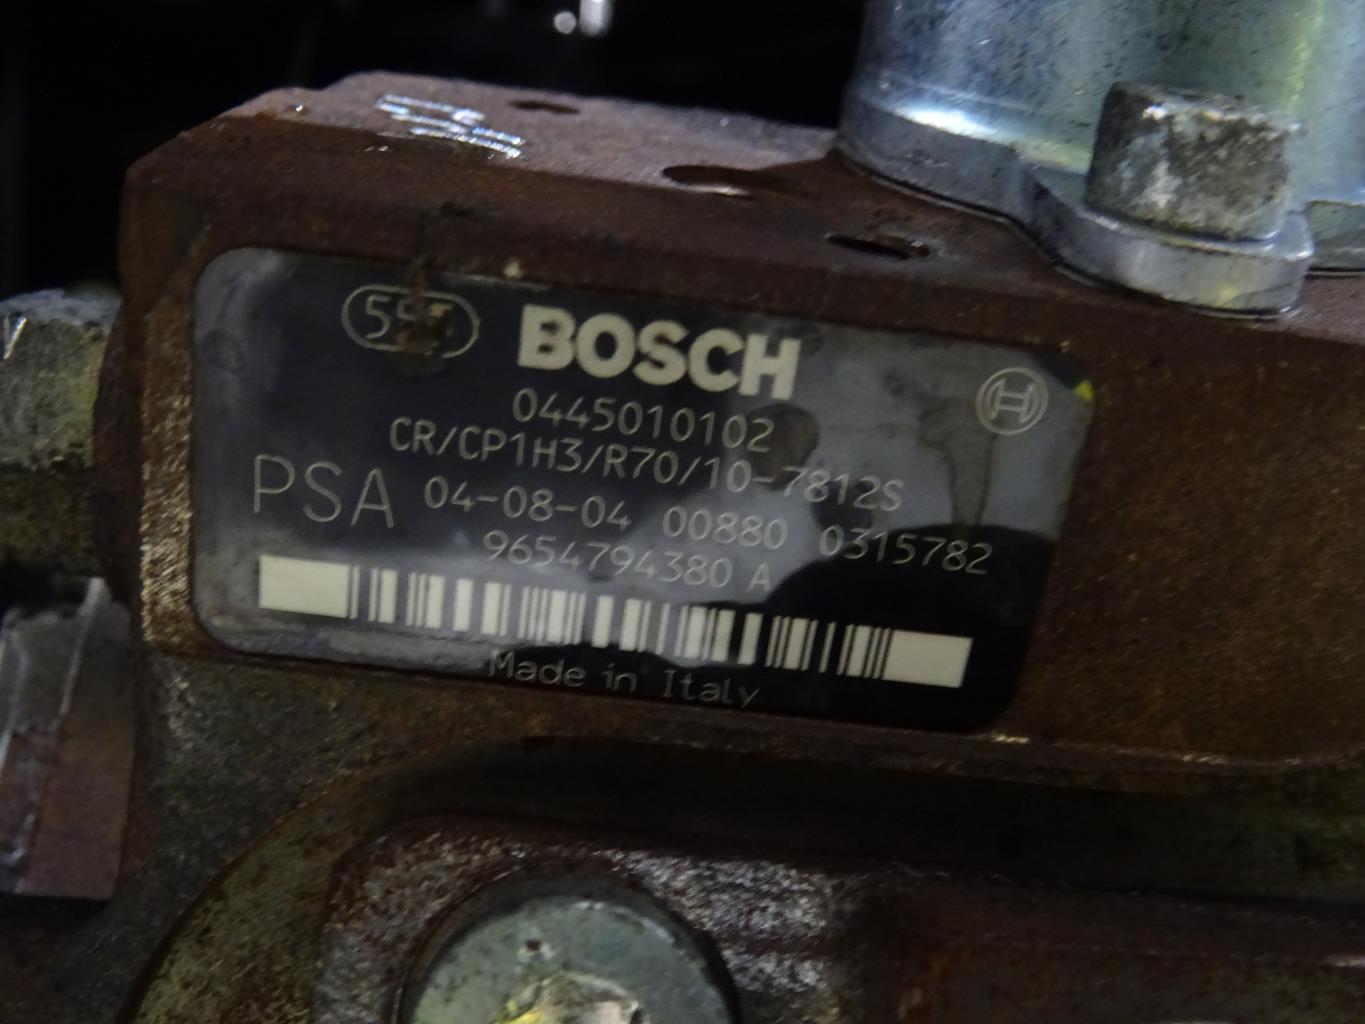 BOSCH
0445010102
CR/CP1H3/R70/10-7812S
PSA 04-08-04 00880 0315782
9654794380 A
Made in Italy